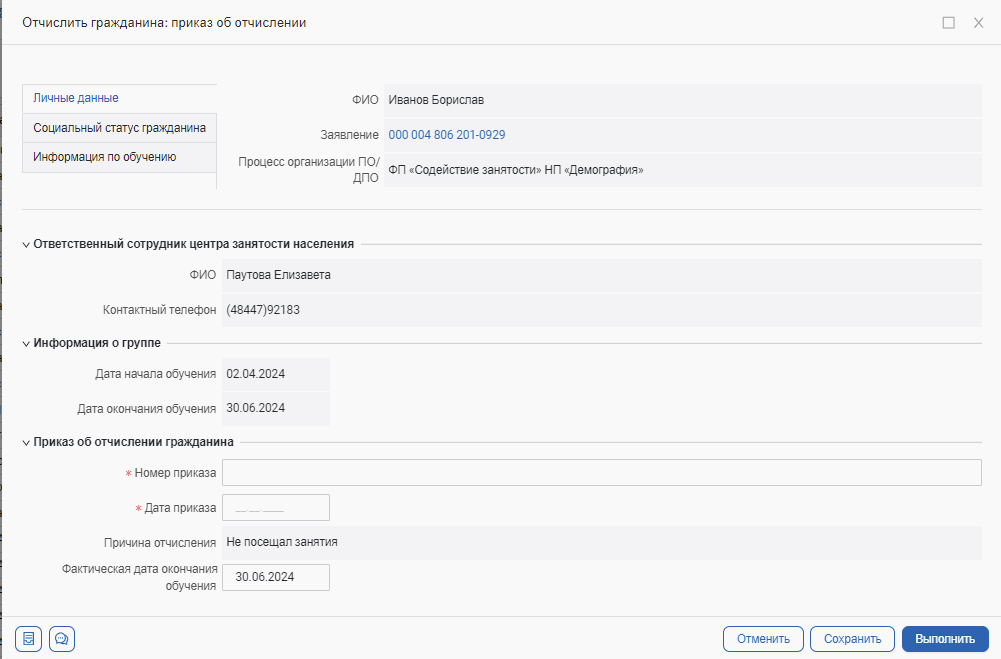 Отчислить гражданина: приказ об отчислении
Личные данные
Социальный статус гражданина
Информация по обучению
ФИО Иванов Борислав
Заявление 000 004 806 201-0929
Процесс организации ПО/
ДПО ФП «Содействие занятости» НП «Демография»
Ответственный сотрудник центра занятости населения
ФИО Паутова Елизавета
Контактный телефон (48447)92183
Информация о группе
Дата начала обучения 02.04.2024
Дата окончания обучения 30.06.2024
Приказ об отчислении гражданина
* Номер приказа
* Дата приказа __.__.____
Причина отчисления Не посещал занятия
Фактическая дата окончания
обучения 30.06.2024
Отменить Сохранить Выполнить